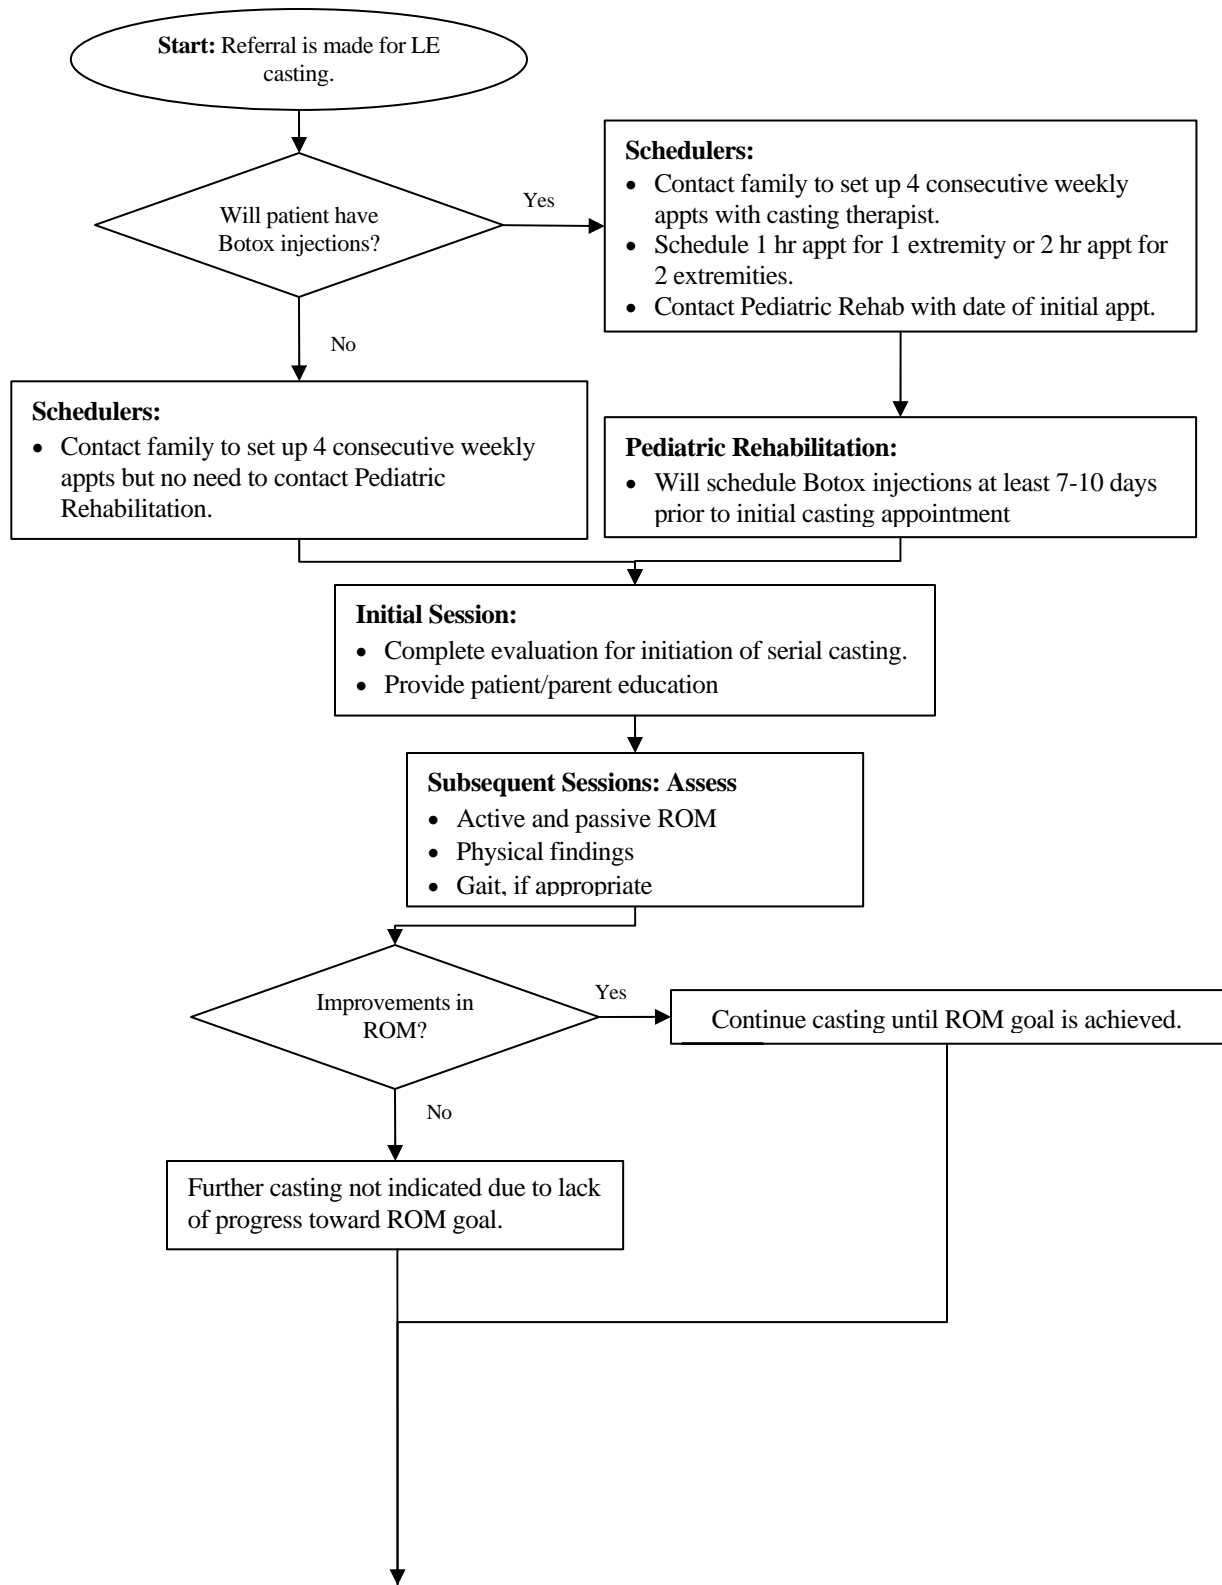 Start: Referral is made for LE
casting.
Will patient have
Botox injections?
Yes
Schedulers:
• Contact family to set up 4 consecutive weekly
appts with casting therapist.
• Schedule 1 hr appt for 1 extremity or 2 hr appt for
2 extremities.
• Contact Pediatric Rehab with date of initial appt.
No
Schedulers:
• Contact family to set up 4 consecutive weekly
appts but no need to contact Pediatric
Rehabilitation.
Pediatric Rehabilitation:
• Will schedule Botox injections at least 7-10 days
prior to initial casting appointment
Initial Session:
• Complete evaluation for initiation of serial casting.
• Provide patient/parent education
Subsequent Sessions: Assess
• Active and passive ROM
• Physical findings
• Gait, if appropriate
Improvements in
ROM?
Yes
Continue casting until ROM goal is achieved.
No
Further casting not indicated due to lack
of progress toward ROM goal.